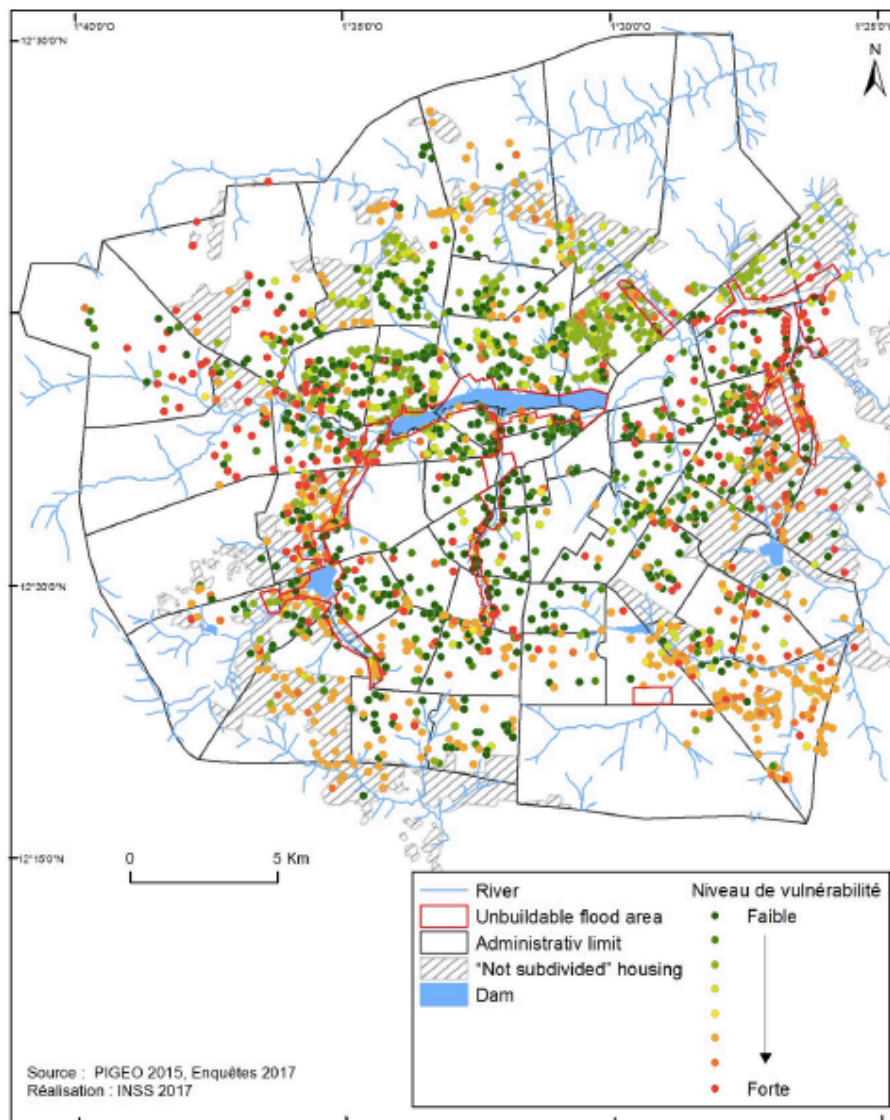 1°40'0"O 1°35'0"O 1°30'0"O 1°25'0"O
12°30'0"N
N
12°20'0"N
12°15'0"N
0 5 Km
River
Unbuildable flood area
Administrativ limit
"Not subdivided" housing
Dam
Niveau de vulnérabilité
Faible
Forte
Source : PIGEO 2015, Enquêtes 2017
Réalisation : INSS 2017